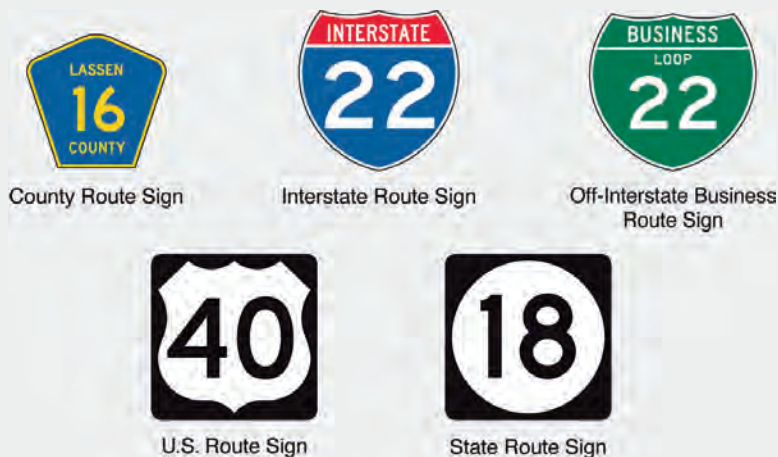 LASSEN
16
COUNTY
County Route Sign
INTERSTATE
22
Interstate Route Sign
BUSINESS
LOOP
22
Off-Interstate Business
Route Sign
40
U.S. Route Sign
18
State Route Sign